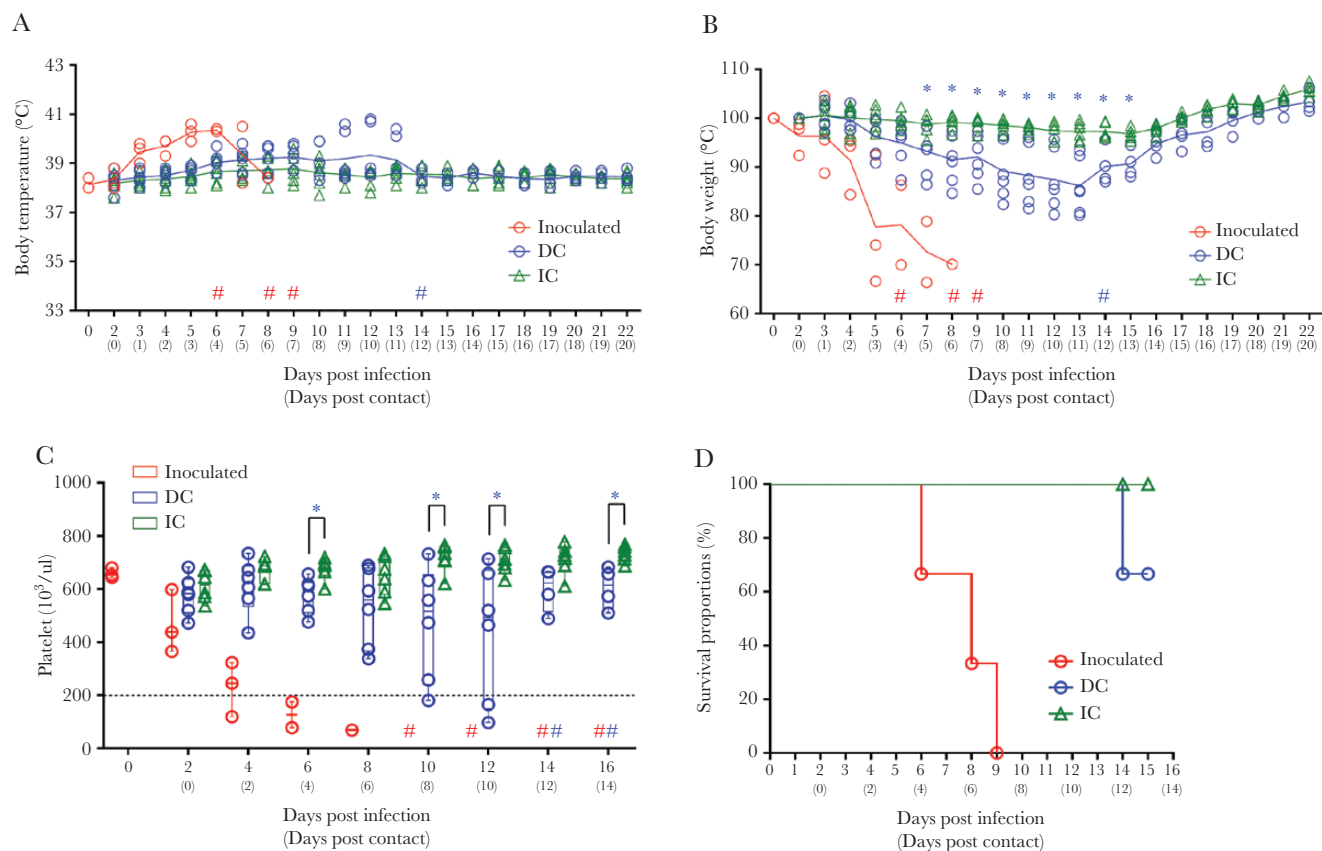 A
Body temperature (°C)
43
41
39
37
35
33
Inoculated
DC
IC
# # # #
0 2 3 4 5 6 7 8 9 10 11 12 13 14 15 16 17 18 19 20 21 22
(0) (1) (2) (3) (4) (5) (6) (7) (8) (9) (10) (11) (12) (13) (14) (15) (16) (17) (18) (19) (20)
Days post infection
(Days post contact)
B
Body weight (°C)
110
100
90
80
70
60
* * * * * * * * *
Inoculated
DC
IC
# # # #
0 2 3 4 5 6 7 8 9 10 11 12 13 14 15 16 17 18 19 20 21 22
(0) (1) (2) (3) (4) (5) (6) (7) (8) (9) (10) (11) (12) (13) (14) (15) (16) (17) (18) (19) (20)
Days post infection
(Days post contact)
C
Inoculated
DC
IC
Platelet (10³/ul)
1000
800
600
400
200
0
* * * *
# # ## ##
0 2 4 6 8 10 12 14 16
(0) (2) (4) (6) (8) (10) (12) (14)
Days post infection
(Days post contact)
D
Survival proportions (%)
100
80
60
40
20
0
Inoculated
DC
IC
0 1 2 3 4 5 6 7 8 9 10 11 12 13 14 15 16
(0) (2) (4) (6) (8) (10) (12) (14)
Days post infection
(Days post contact)